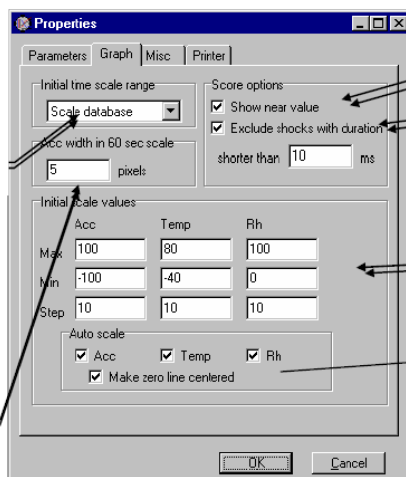 Properties
Parameters Graph Misc Printer
Initial tme scale range
Scale database
Score options
Show near value
Exclude shocks with duration
shorter than 10 ms
Acc width in 60 sec scale
5 pixels
Initial scale values
Acc Temp Rh
Max 100 80 100
Min -100 -40 0
Step 10 10 10
Auto scale
Acc Temp Rh
Make zero line centered
OK Cancel